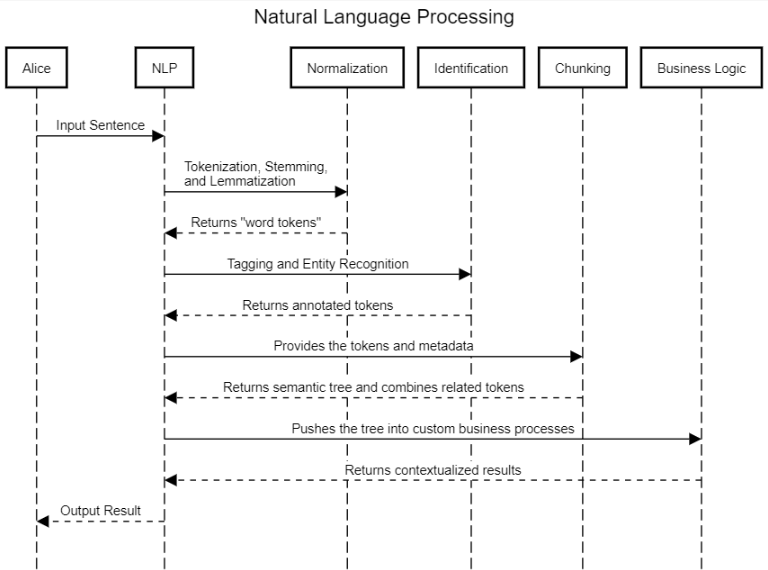 Natural Language Processing
Alice
NLP
Normalization
Identification
Chunking
Business Logic
Input Sentence
Tokenization, Stemming,
and Lemmatization
Returns "word tokens"
Tagging and Entity Recognition
Returns annotated tokens
Provides the tokens and metadata
Returns semantic tree and combines related tokens
Pushes the tree into custom business processes
Returns contextualized results
Output Result